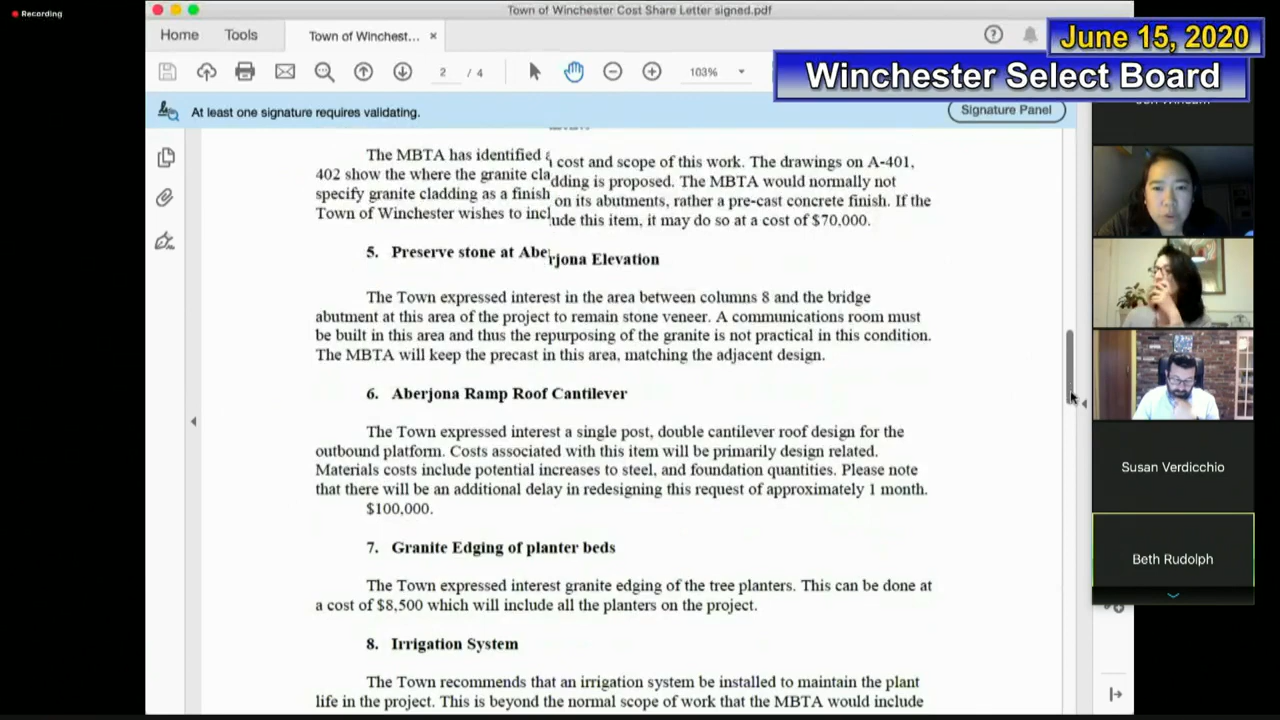 Recording
Town of Winchester Cost Share Letter signed.pdf
Home Tools Town of Winchest... ×
June 15, 2020
Winchester Select Board
2 / 4 103%
At least one signature requires validating.
Signature Panel
The MBTA has identified cost and scope of this work. The drawings on A-401,
402 show the where the granite cladding is proposed. The MBTA would normally not
specify granite cladding as a finish on its abutments, rather a pre-cast concrete finish. If the
Town of Winchester wishes to include this item, it may do so at a cost of $70,000.
5. Preserve stone at Aberjona Elevation
The Town expressed interest in the area between columns 8 and the bridge
abutment at this area of the project to remain stone veneer. A communications room must
be built in this area and thus the repurposing of the granite is not practical in this condition.
The MBTA will keep the precast in this area, matching the adjacent design.
6. Aberjona Ramp Roof Cantilever
The Town expressed interest a single post, double cantilever roof design for the
outbound platform. Costs associated with this item will be primarily design related.
Materials costs include potential increases to steel, and foundation quantities. Please note
that there will be an additional delay in redesigning this request of approximately 1 month.
$100,000.
7. Granite Edging of planter beds
The Town expressed interest granite edging of the tree planters. This can be done at
a cost of $8,500 which will include all the planters on the project.
8. Irrigation System
The Town recommends that an irrigation system be installed to maintain the plant
life in the project. This is beyond the normal scope of work that the MBTA would include
Susan Verdicchio
Beth Rudolph